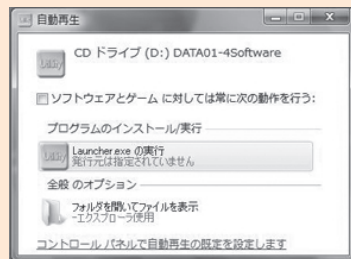 自動再生
CD ドライブ (D:) DATA01-4Software
Utility
ソフトウェアとゲーム に対しては常に次の動作を行う:
プログラムのインストール/実行
Utility
Launcher.exe の実行
発行元は指定されていません
全般 のオプション
フォルダを開いてファイルを表示
-エクスプローラ使用
コントロール パネルで自動再生の既定を設定します